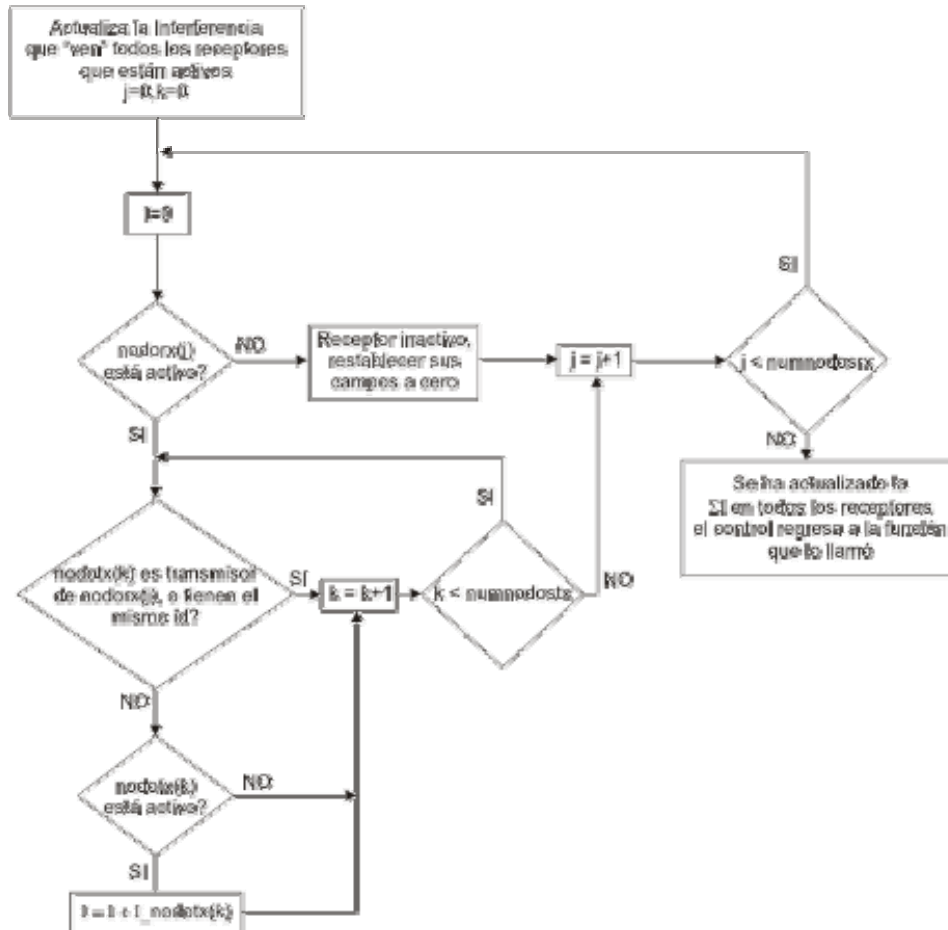 Actualiza la Interferencia
que "ven" todos los receptores
que están activos
j=0,k=0
I=0
nodorx(j)
está activo?
NO
Receptor inactivo,
restablecer sus
campos a cero
j = j+1
SI
j < numnodostx
NO
Se ha actualizado la
ΣI en todos los receptores,
el control regresa a la función
que lo llamó
SI
nodotx(k) es transmisor
de nodorx(j), o tienen el
mismo id?
SI
k = k+1
SI
k < numnodostx
NO
NO
nodotx(k)
está activo?
NO
SI
I = I + I_nodotx(k)